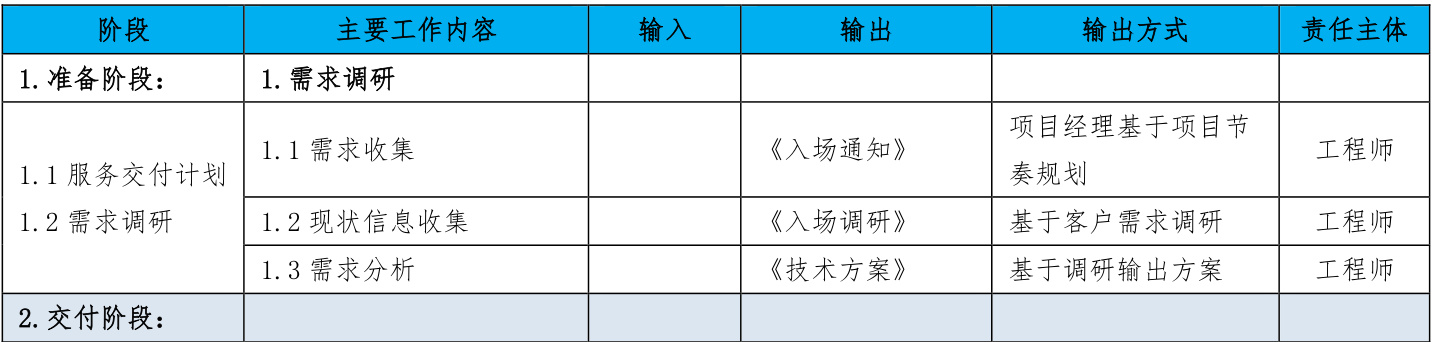 阶段 主要工作内容 输入 输出 输出方式 责任主体
1.准备阶段： 1.需求调研
1.1 服务交付计划
1.2 需求调研
1.1 需求收集 《入场通知》 项目经理基于项目节
奏规划 工程师
1.2 现状信息收集 《入场调研》 基于客户需求调研 工程师
1.3 需求分析 《技术方案》 基于调研输出方案 工程师
2.交付阶段：